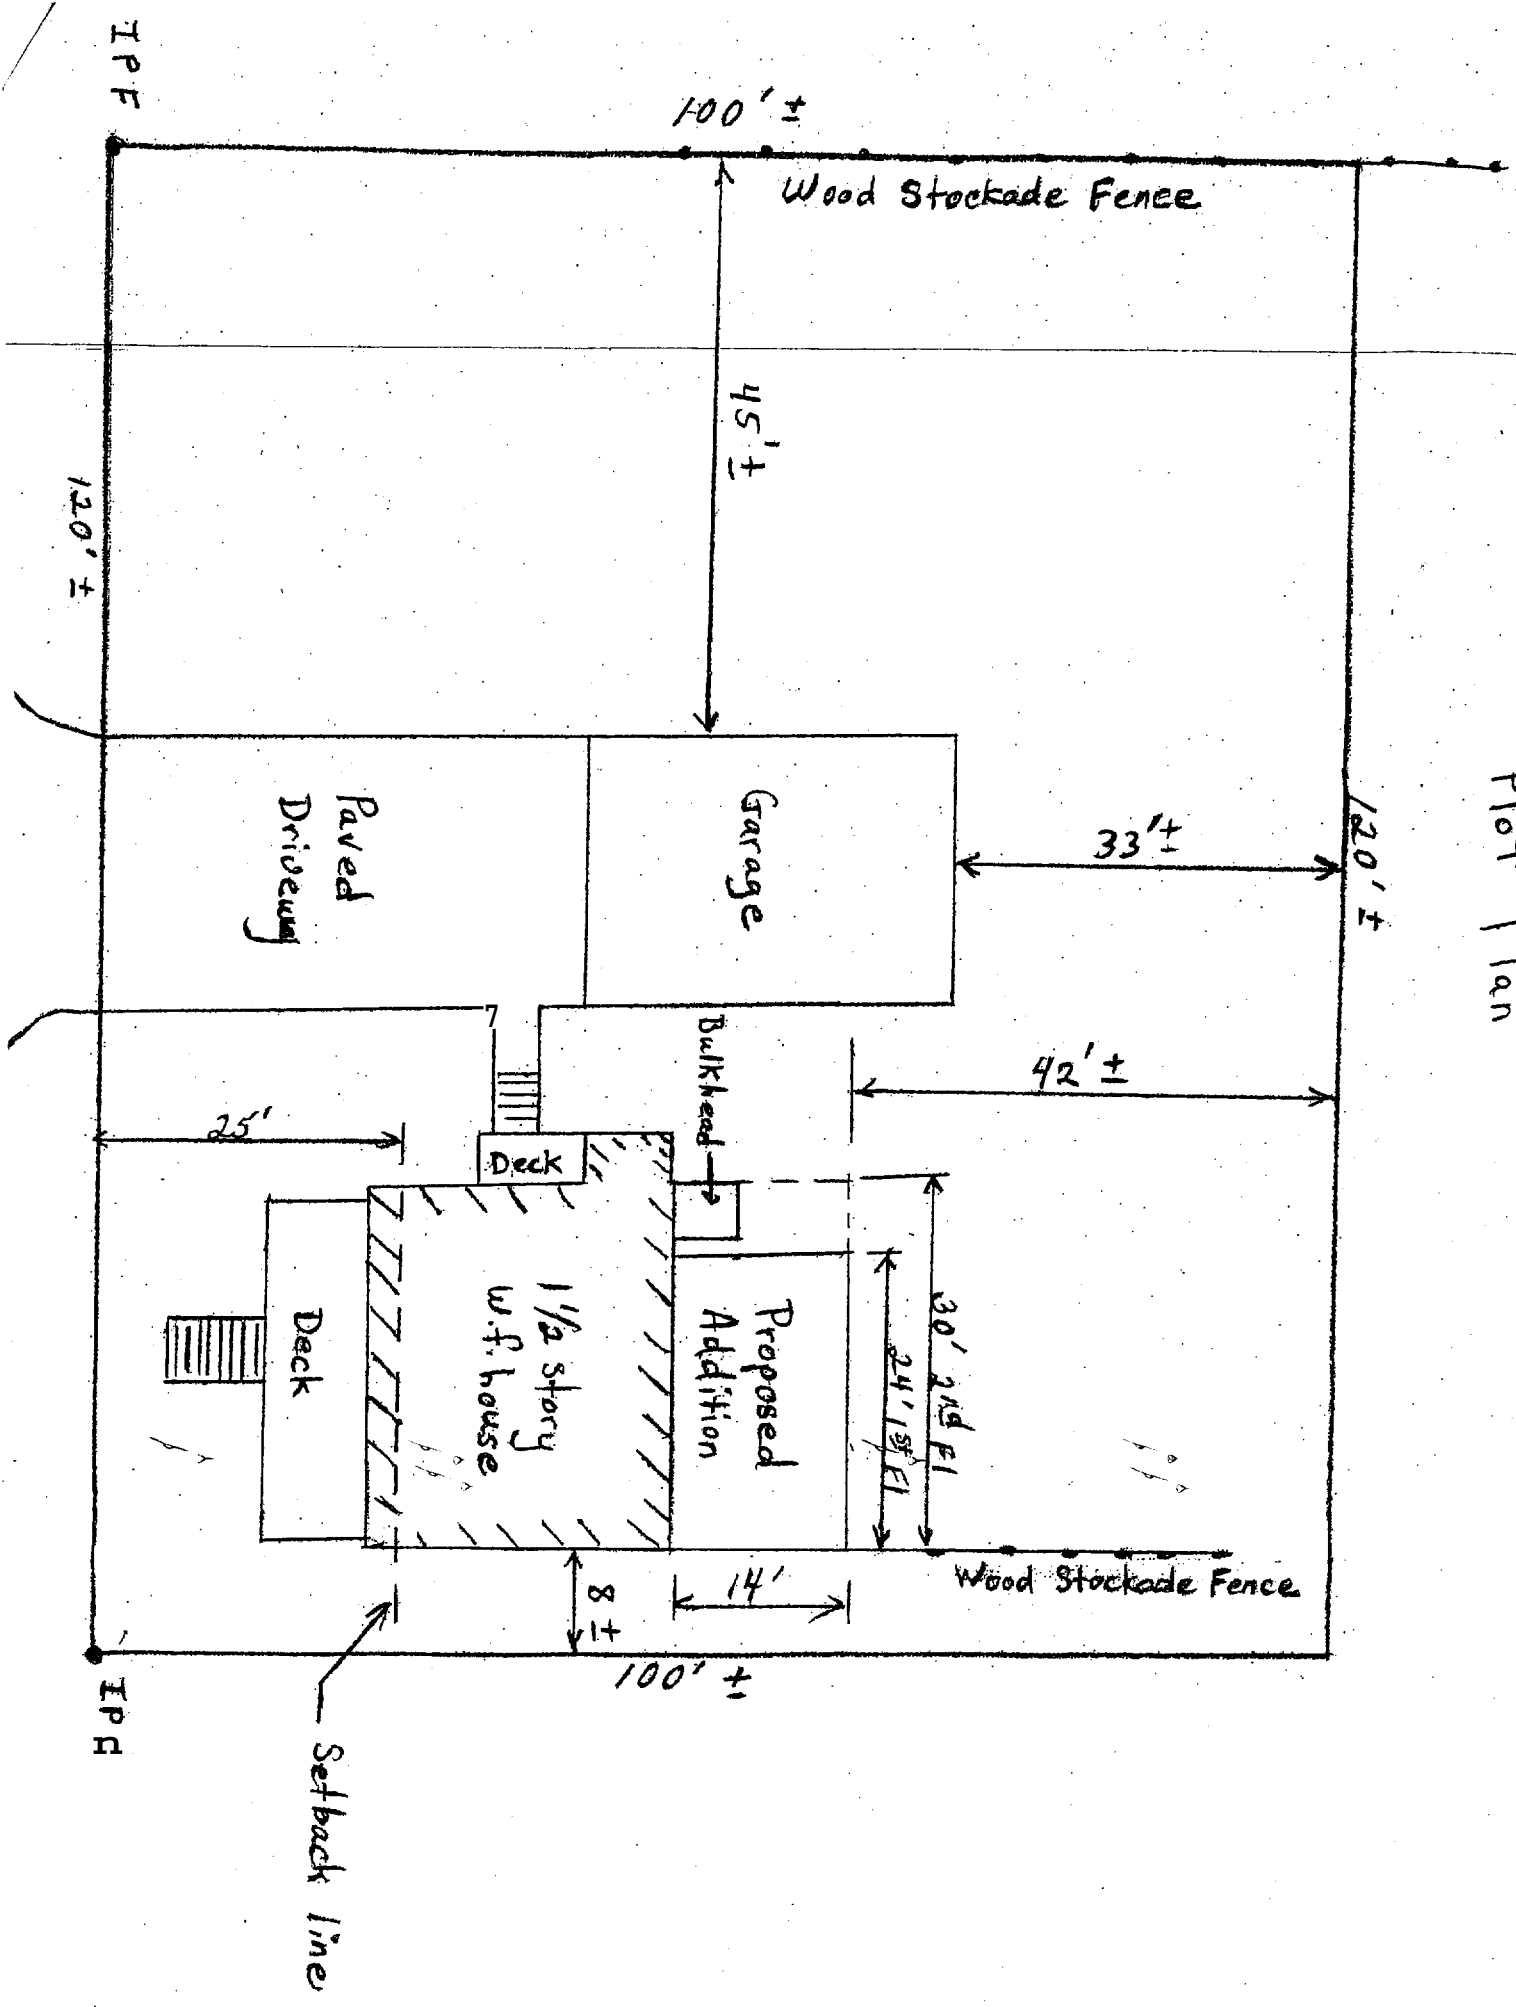 Plot Plan
IPF
100' ±
Wood Stockade Fence
45' ±
120' ±
120' ±
Paved
Driveway
Garage
33' ±
42' ±
Bulkhead
25'
Deck
Deck
1 1/2 story
w.f. house
Proposed
Addition
30' 2nd Fl
24' 1st Fl
Wood Stockade Fence
14'
8 ±
100' ±
IPn
Setback line